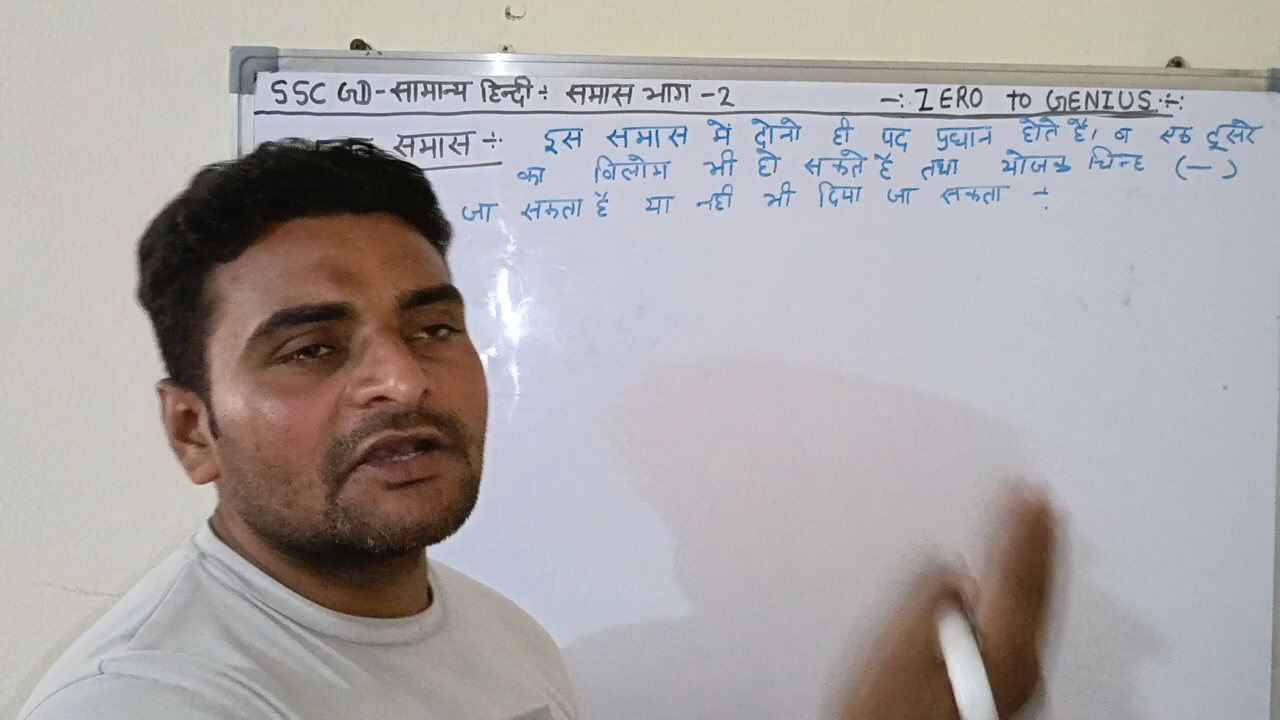 SSC GD - सामान्य हिन्दी ÷ समास भाग - 2 -: ZERO to GENIUS :-
समास ÷ इस समास में दोनो ही पद प्रधान होते है, व एक दूसरे
का विलोम भी हो सकते है तथा योजक चिन्ह (-)
जा सकता है या नही भी दिया जा सकता ÷